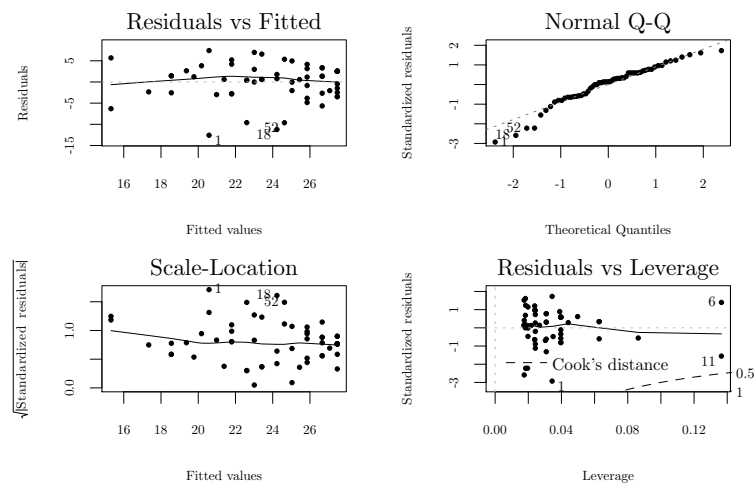 Residuals vs Fitted
Residuals
5
-5
-15
1
18
52
16 18 20 22 24 26
Fitted values
Normal Q-Q
Standardized residuals
2
1
-1
-3
52
18
1
-2 -1 0 1 2
Theoretical Quantiles
Scale-Location
√|Standardized residuals|
1.0
0.0
1
18
52
16 18 20 22 24 26
Fitted values
Residuals vs Leverage
Standardized residuals
1
-1
-3
6
11
Cook's distance
1
0.5
1
0.00 0.04 0.08 0.12
Leverage